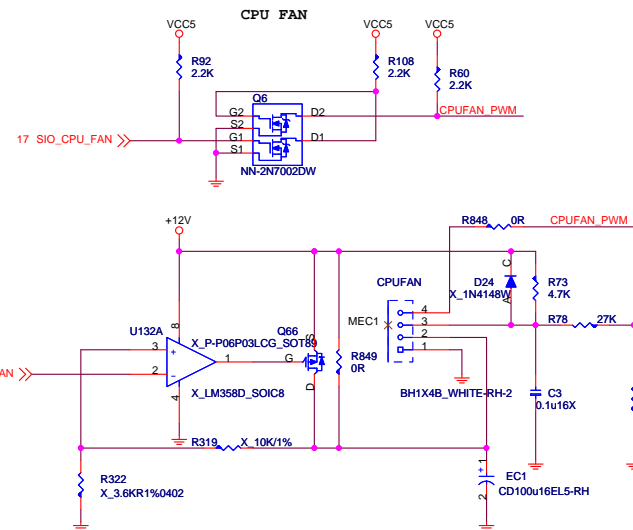 CPU FAN
VCC5
VCC5
VCC5
R92
2.2K
R108
2.2K
R60
2.2K
Q6
G2
S2
G1
S1
D2
D1
CPUFAN_PWM
17 SIO_CPU_FAN
NN-2N7002DW
+12V
R848
0R
CPUFAN_PWM
CPUFAN
C
D24
X_1N4148W
A
R73
4.7K
R78
27K
MEC1
4
3
2
1
U132A
8
X_P-P06P03LCG_SOT89
Q66
S
3
+
1
G
2
-
D
R849
0R
AN
X_LM358D_SOIC8
4
BH1X4B_WHITE-RH-2
C3
0.1u16X
R319
X_10K/1%
R322
X_3.6KR1%0402
1
+
EC1
CD100u16EL5-RH
2